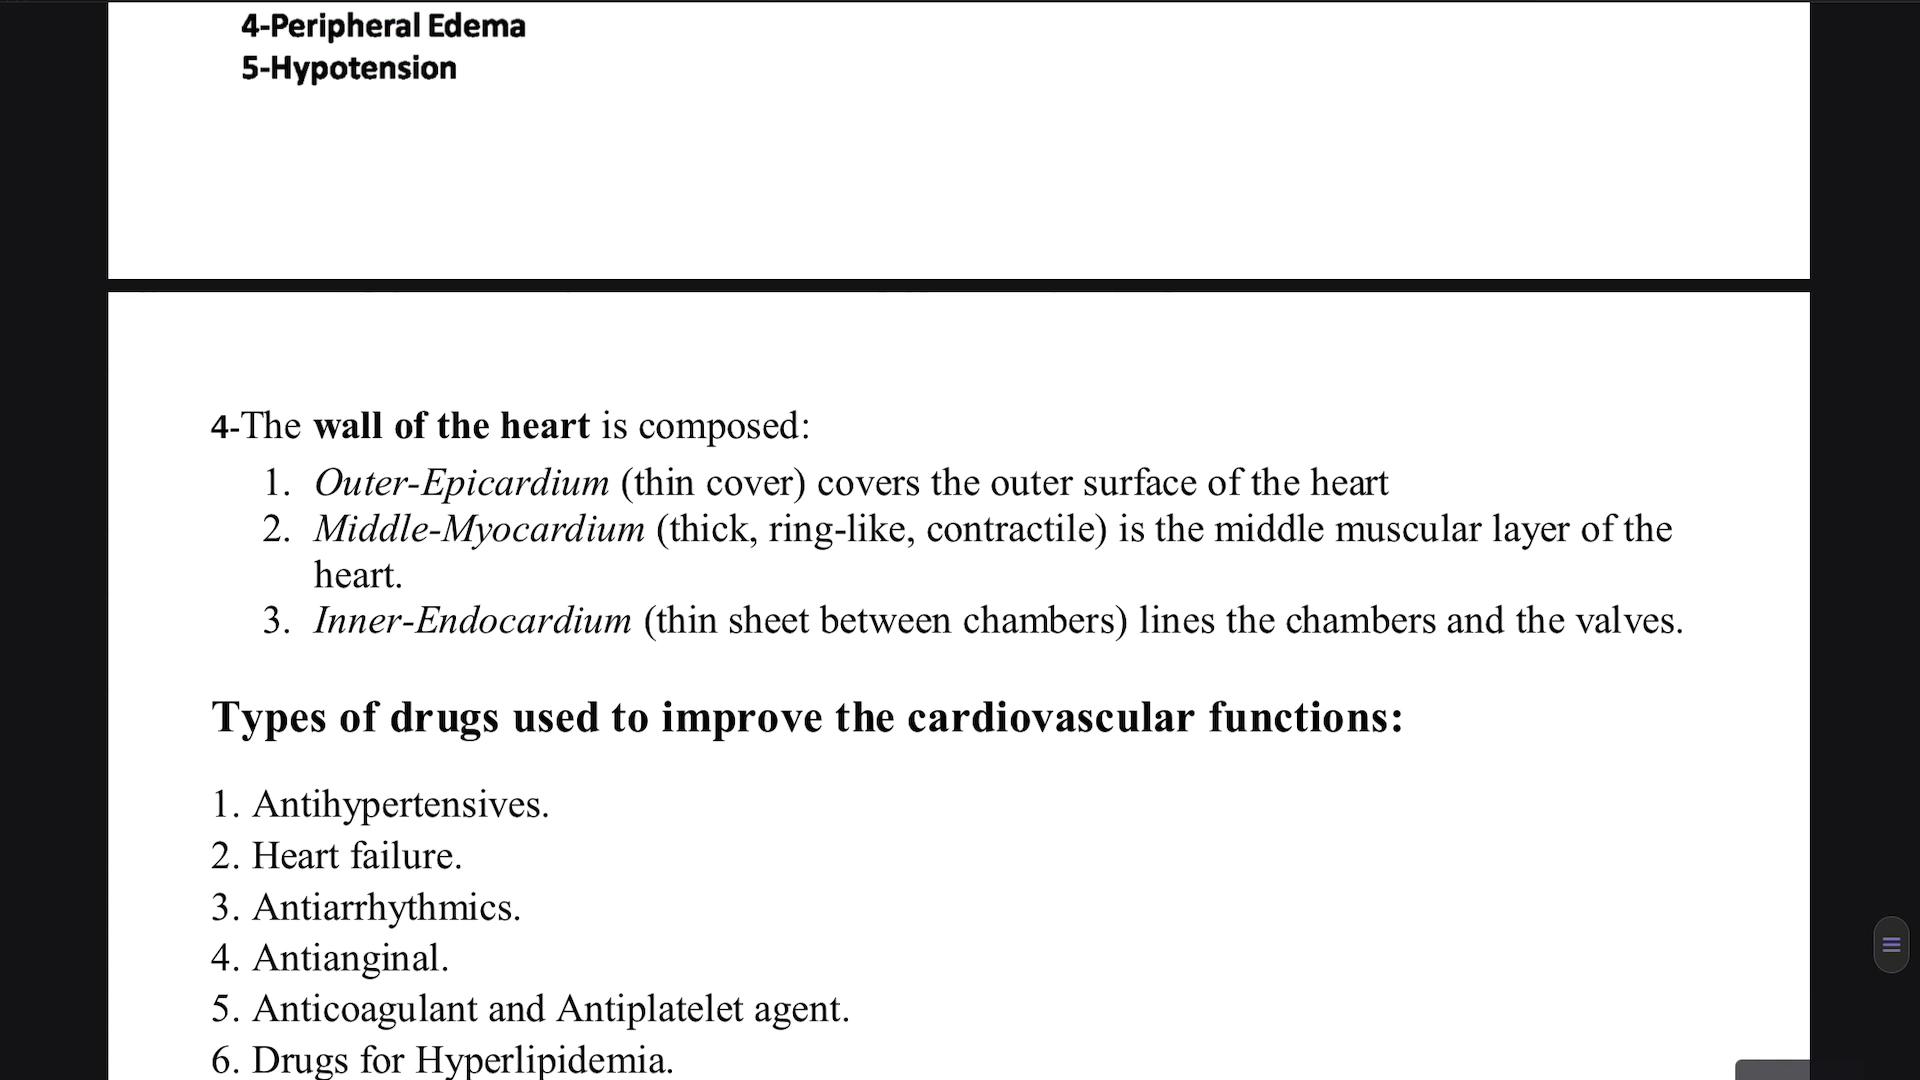 4-Peripheral Edema
5-Hypotension
4-The wall of the heart is composed:
1. Outer-Epicardium (thin cover) covers the outer surface of the heart
2. Middle-Myocardium (thick, ring-like, contractile) is the middle muscular layer of the
heart.
3. Inner-Endocardium (thin sheet between chambers) lines the chambers and the valves.
Types of drugs used to improve the cardiovascular functions:
1. Antihypertensives.
2. Heart failure.
3. Antiarrhythmics.
4. Antianginal.
5. Anticoagulant and Antiplatelet agent.
6. Drugs for Hyperlipidemia.